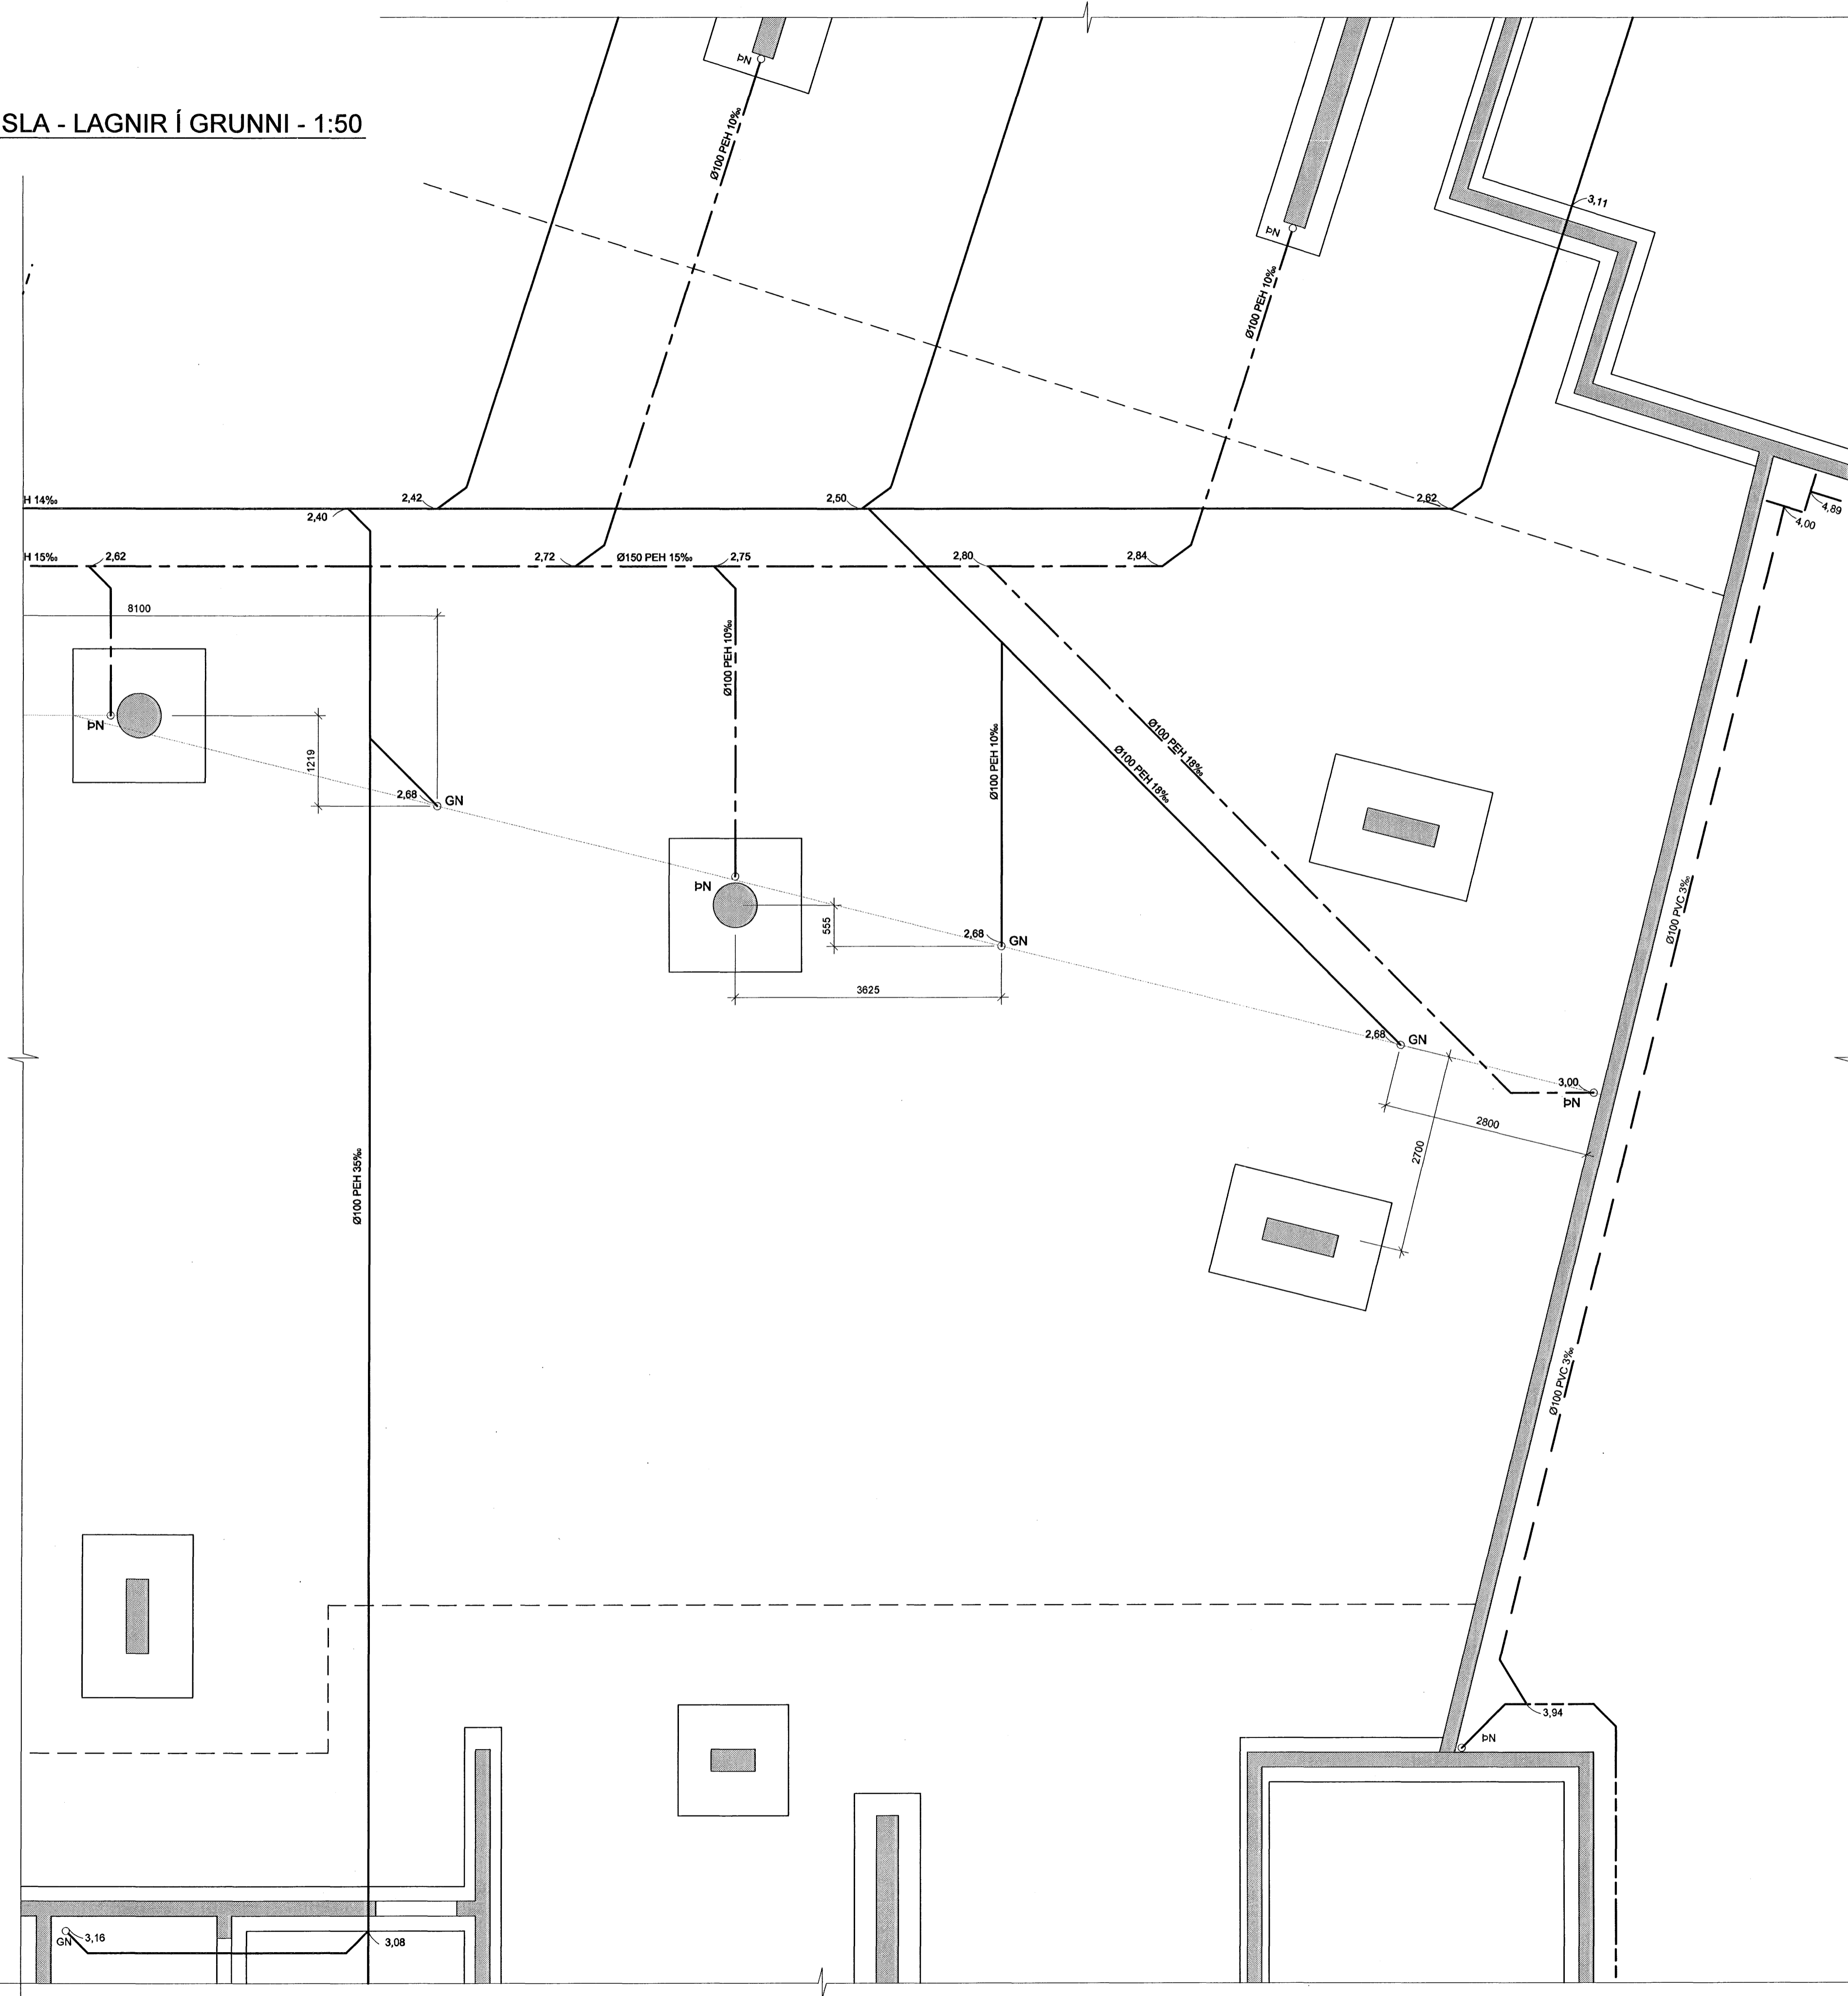 ÞN
SLA - LAGNIR Í GRUNNI - 1:50
Ø100 PEH 10‰
3,11
ÞN
Ø100 PEH 10‰
H 14‰
2,42
2,50
2,62
4,89
4,00
2,40
H 15‰
2,62
2,72
Ø150 PEH 15‰
2,75
2,80
2,84
8100
Ø100 PEH 10‰
ÞN
1219
Ø100 PEH 10‰
Ø100 PEH 18‰
Ø100 PEH 18‰
2,68
GN
ÞN
Ø100 PVC 3‰
555
2,68
GN
3625
2,68
GN
3,00
ÞN
2800
2700
Ø100 PEH 35‰
Ø100 PVC 3‰
3,94
ÞN
3,16
GN
3,08